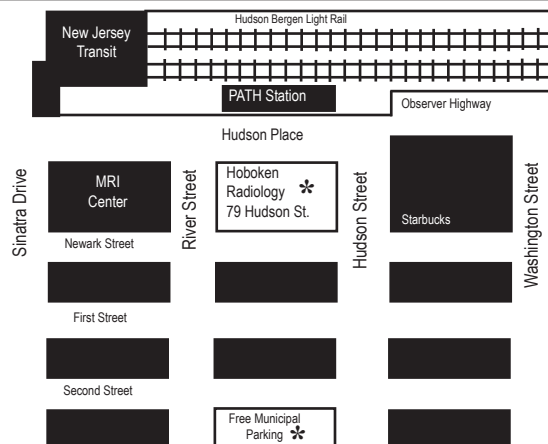 Hudson Bergen Light Rail
New Jersey
Transit
PATH Station
Observer Highway
Hudson Place
Sinatra Drive
MRI
Center
River Street
Hoboken
Radiology *
79 Hudson St.
Hudson Street
Starbucks
Washington Street
Newark Street
First Street
Second Street
Free Municipal
Parking *